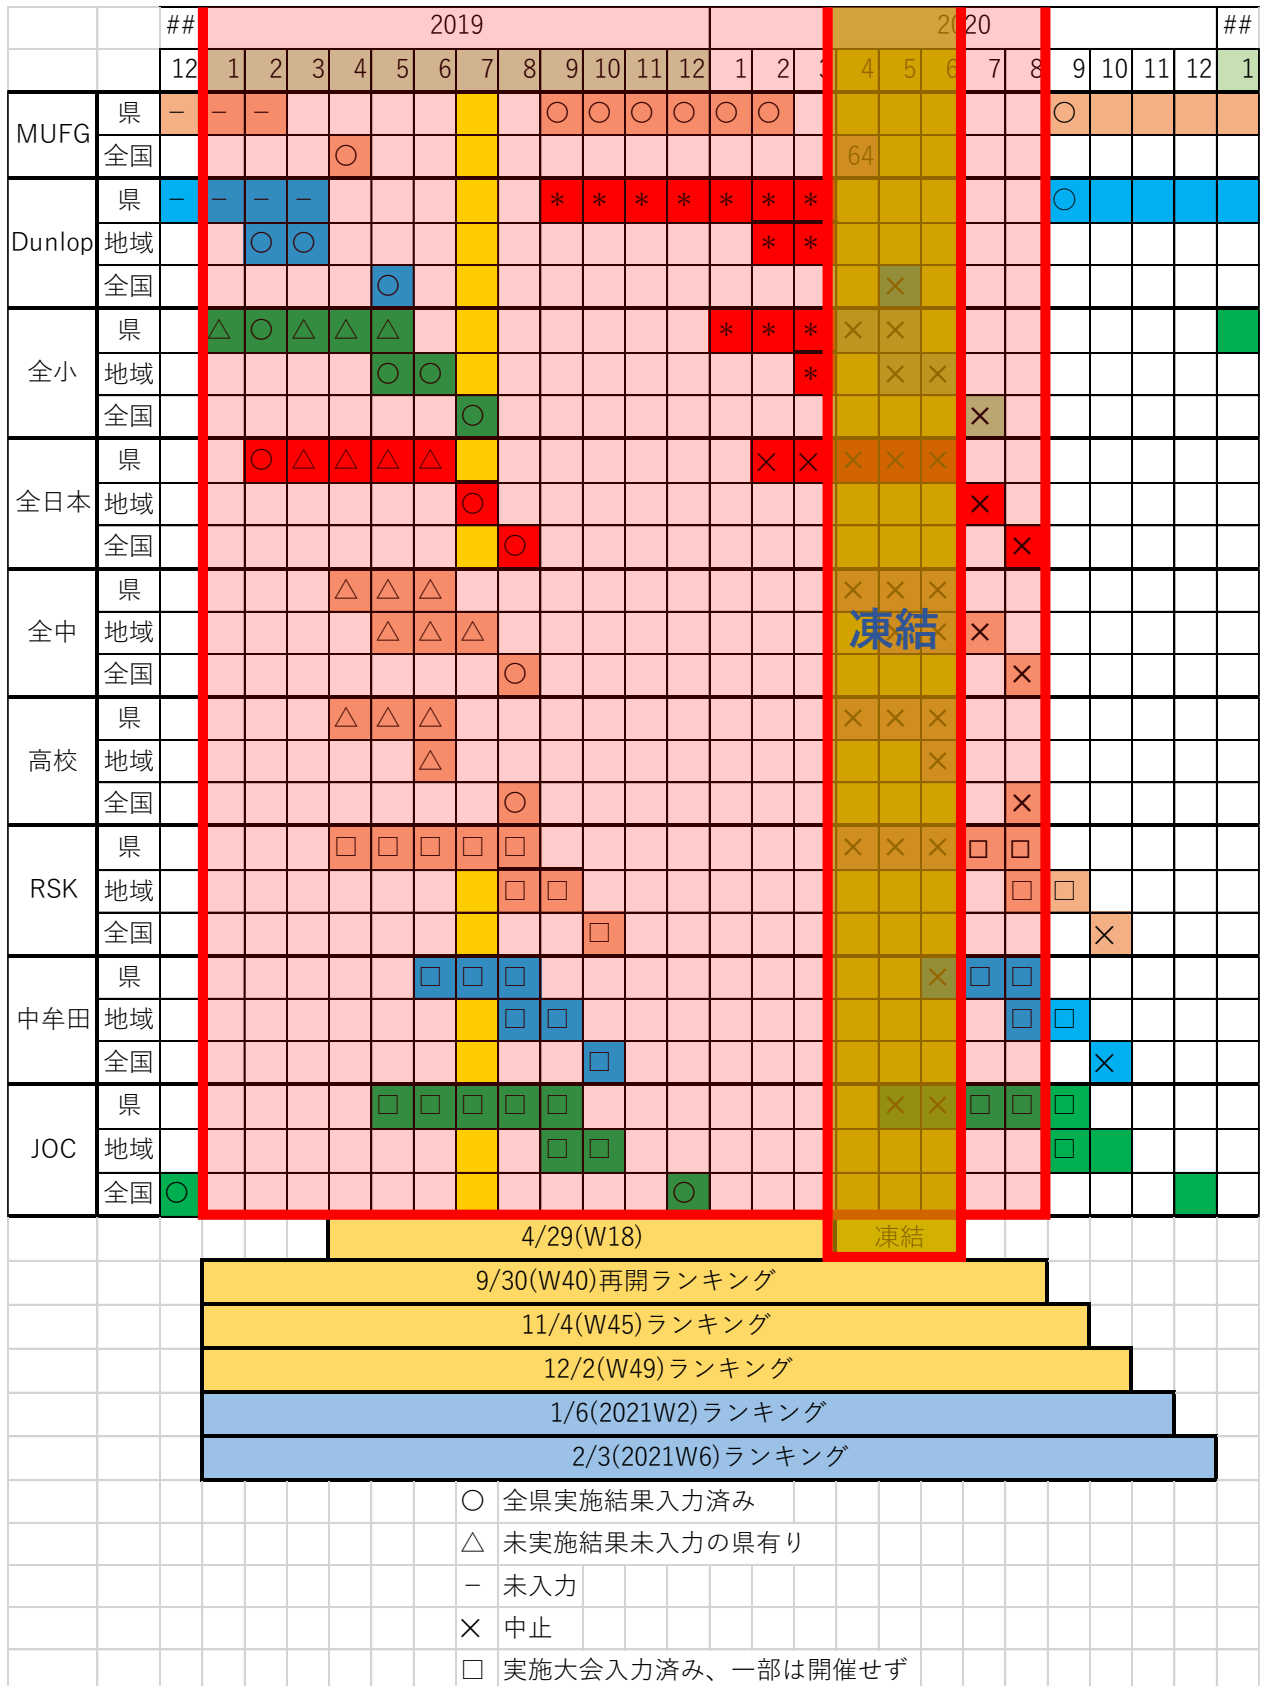 ## 2019 2020 ##
12 1 2 3 4 5 6 7 8 9 10 11 12 1 2 3 4 5 6 7 8 9 10 11 12 1
MUFG 県 − − − ○ ○ ○ ○ ○ ○ ○
全国 ○ 64
Dunlop 県 − − − − * * * * * * * ○
地域 ○ ○ * *
全国 ○ ×
全小 県 △ ○ △ △ △ * * * × ×
地域 ○ ○ * × ×
全国 ○ ×
全日本 県 ○ △ △ △ △ × × × × ×
地域 ○ ×
全国 ○ ×
全中 県 △ △ △ × × ×
地域 △ △ △ × × ×
凍結
全国 ○ ×
高校 県 △ △ △ × × ×
地域 △ ×
全国 ○ ×
RSK 県 □ □ □ □ □ × × × □ □
地域 □ □ □ □
全国 □ ×
中牟田 県 □ □ □ × □ □
地域 □ □ □ □
全国 □ ×
JOC 県 □ □ □ □ □ × × □ □ □
地域 □ □ □
全国 ○ ○
4/29(W18) 凍結
9/30(W40)再開ランキング
11/4(W45)ランキング
12/2(W49)ランキング
1/6(2021W2)ランキング
2/3(2021W6)ランキング
○ 全県実施結果入力済み
△ 未実施結果未入力の県有り
− 未入力
× 中止
□ 実施大会入力済み、一部は開催せず